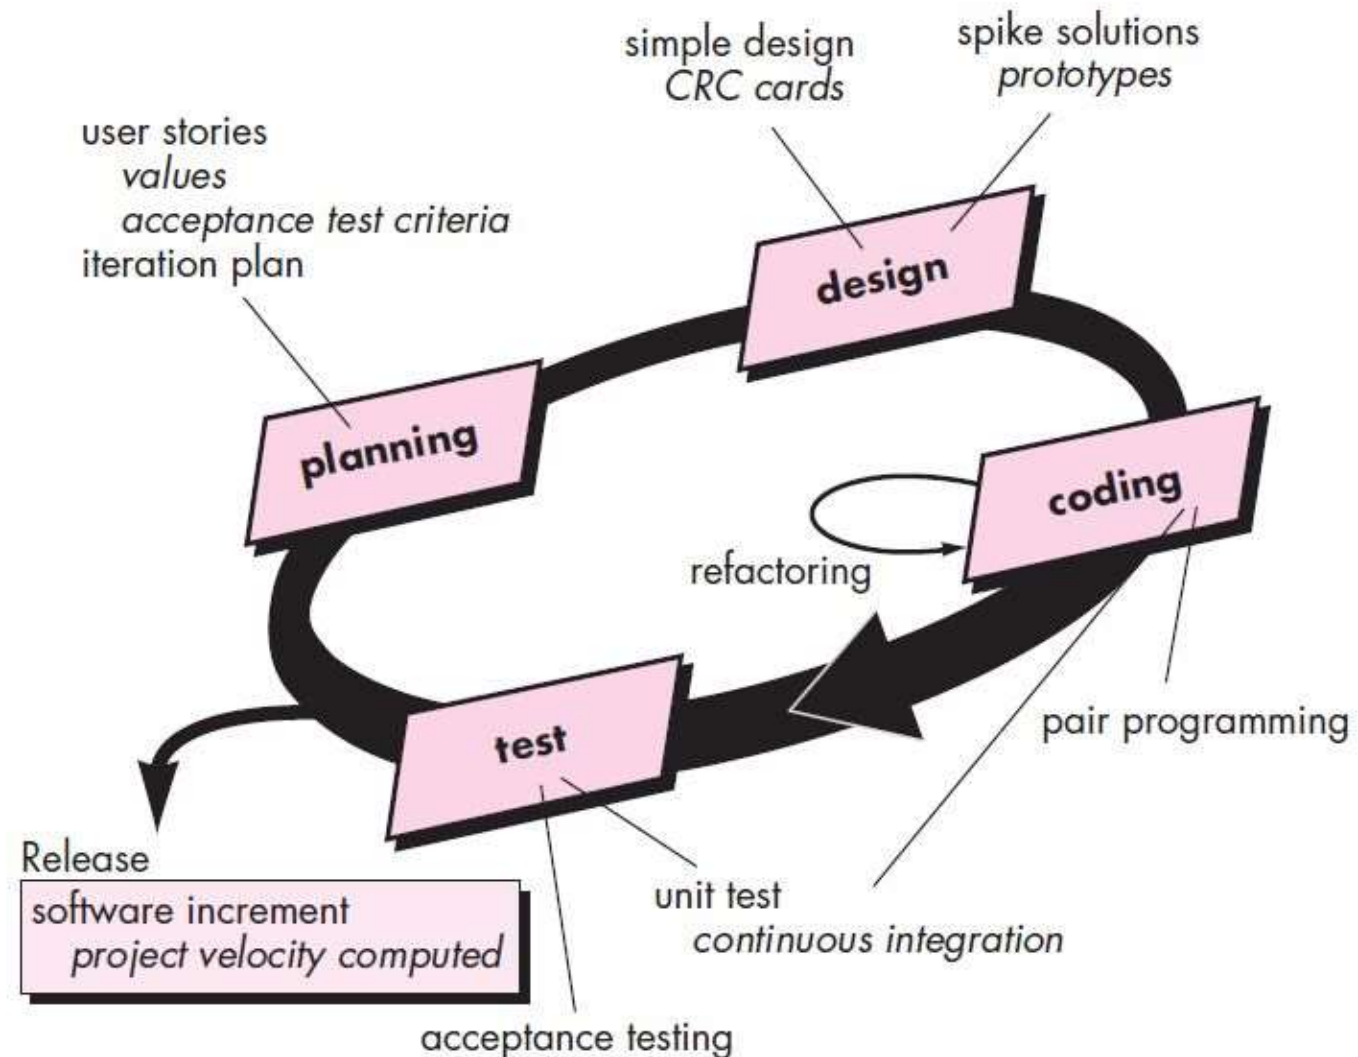 simple design
CRC cards
spike solutions
prototypes
user stories
values
acceptance test criteria
iteration plan
design
planning
coding
refactoring
test
pair programming
Release
software increment
project velocity computed
unit test
continuous integration
acceptance testing